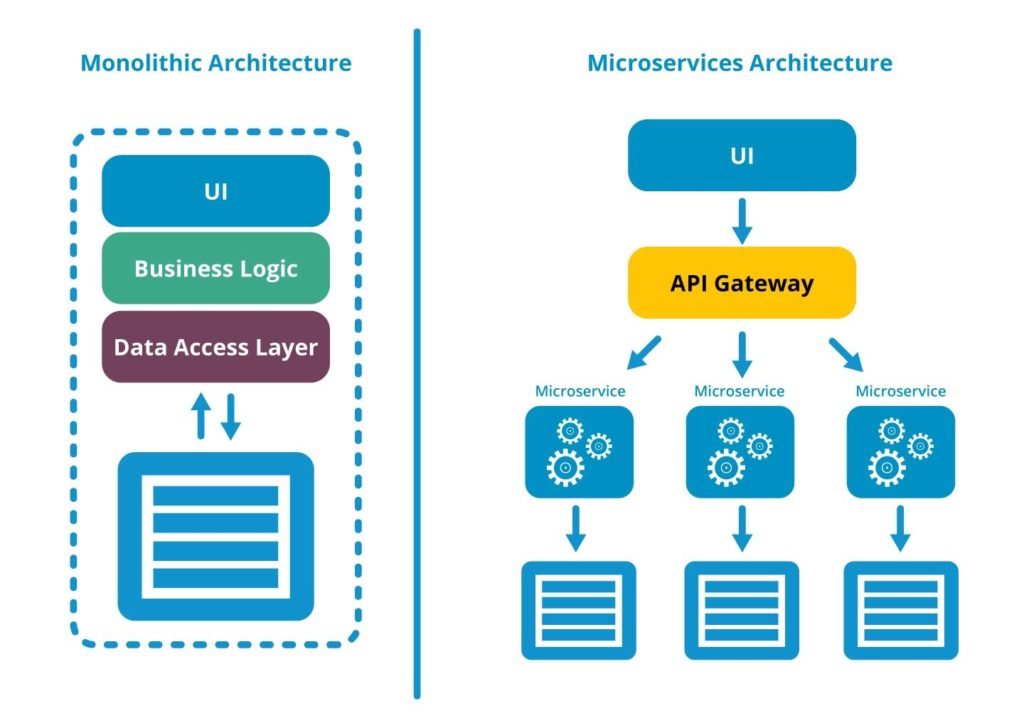 Monolithic Architecture
UI
Business Logic
Data Access Layer
Microservices Architecture
UI
API Gateway
Microservice
Microservice
Microservice